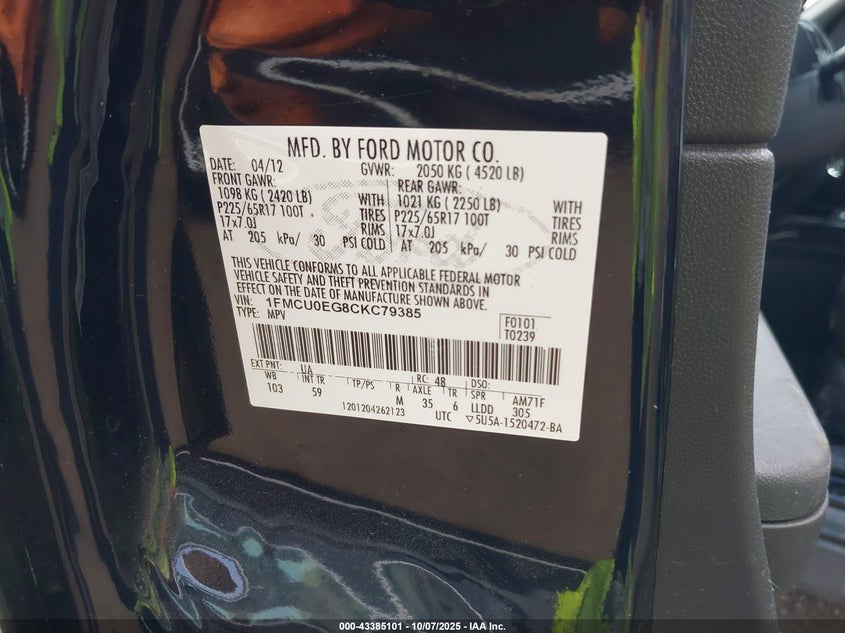 MFD. BY FORD MOTOR CO.
DATE: 04/12 GVWR: 2050 KG ( 4520 LB)
FRONT GAWR: REAR GAWR:
1098 KG ( 2420 LB) WITH 1021 KG ( 2250 LB) WITH
P225/65R17 100T TIRES P225/65R17 100T TIRES
17x7.0J RIMS 17x7.0J RIMS
AT 205 kPa/ 30 PSI COLD AT 205 kPa/ 30 PSI COLD
Ford
THIS VEHICLE CONFORMS TO ALL APPLICABLE FEDERAL MOTOR
VEHICLE SAFETY AND THEFT PREVENTION STANDARDS IN
EFFECT ON THE DATE OF MANUFACTURE SHOWN ABOVE.
VIN: 1FMCU0EG8CKC79385
TYPE: MPV
F0101
T0239
EXT PNT: UA RC: 48 DSO:
WB INT TR TP/PS R AXLE TR SPR AM71F
103 59 M 35 6 LLDD 305
1201204262123 UTC ▽5U5A-1520472-BA
000-43385101 - 10/07/2025 - IAA Inc.